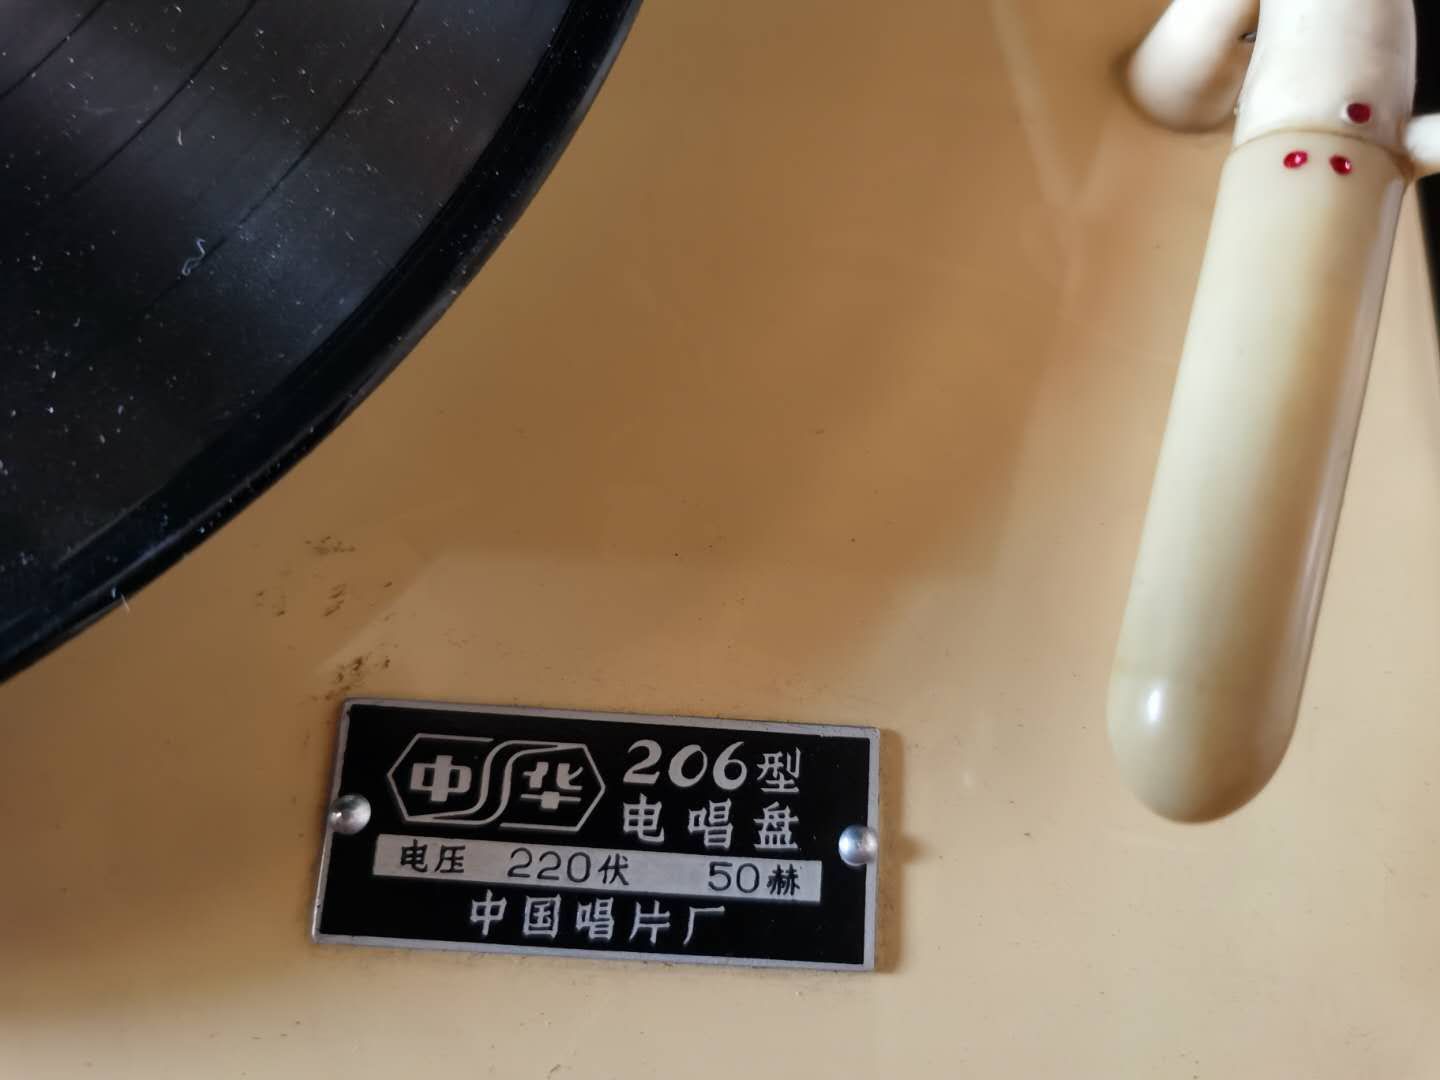 中华 206型
电唱盘
电压 220伏 50赫
中国唱片厂